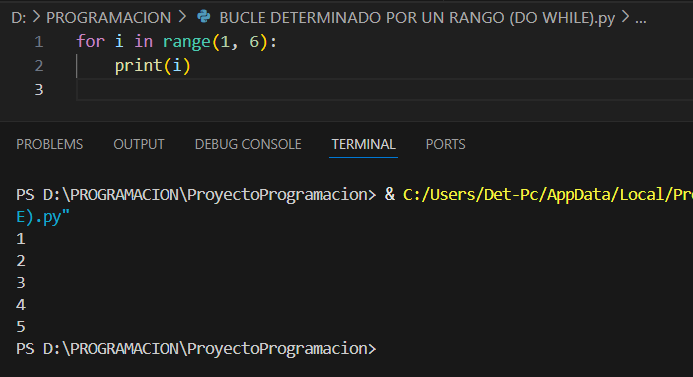 D: > PROGRAMACION > BUCLE DETERMINADO POR UN RANGO (DO WHILE).py > ...
1 for i in range(1, 6):
2     print(i)
3
PROBLEMS OUTPUT DEBUG CONSOLE TERMINAL PORTS
PS D:\PROGRAMACION\ProyectoProgramacion> & C:/Users/Det-Pc/AppData/Local/Pro
E).py"
1
2
3
4
5
PS D:\PROGRAMACION\ProyectoProgramacion>